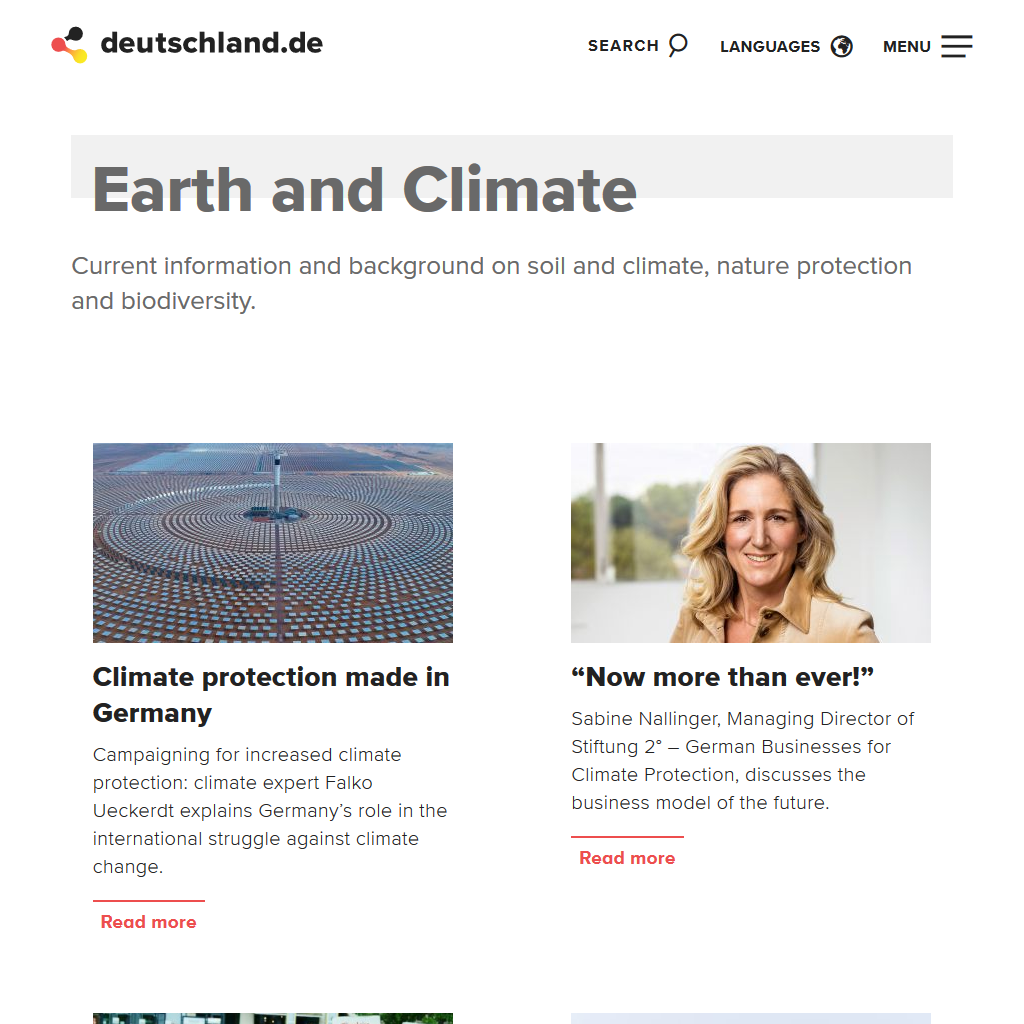 deutschland.de
SEARCH
LANGUAGES
MENU
Earth and Climate
Current information and background on soil and climate, nature protection
and biodiversity.
Climate protection made in
Germany
Campaigning for increased climate
protection: climate expert Falko
Ueckerdt explains Germany’s role in the
international struggle against climate
change.
Read more
“Now more than ever!”
Sabine Nallinger, Managing Director of
Stiftung 2° – German Businesses for
Climate Protection, discusses the
business model of the future.
Read more